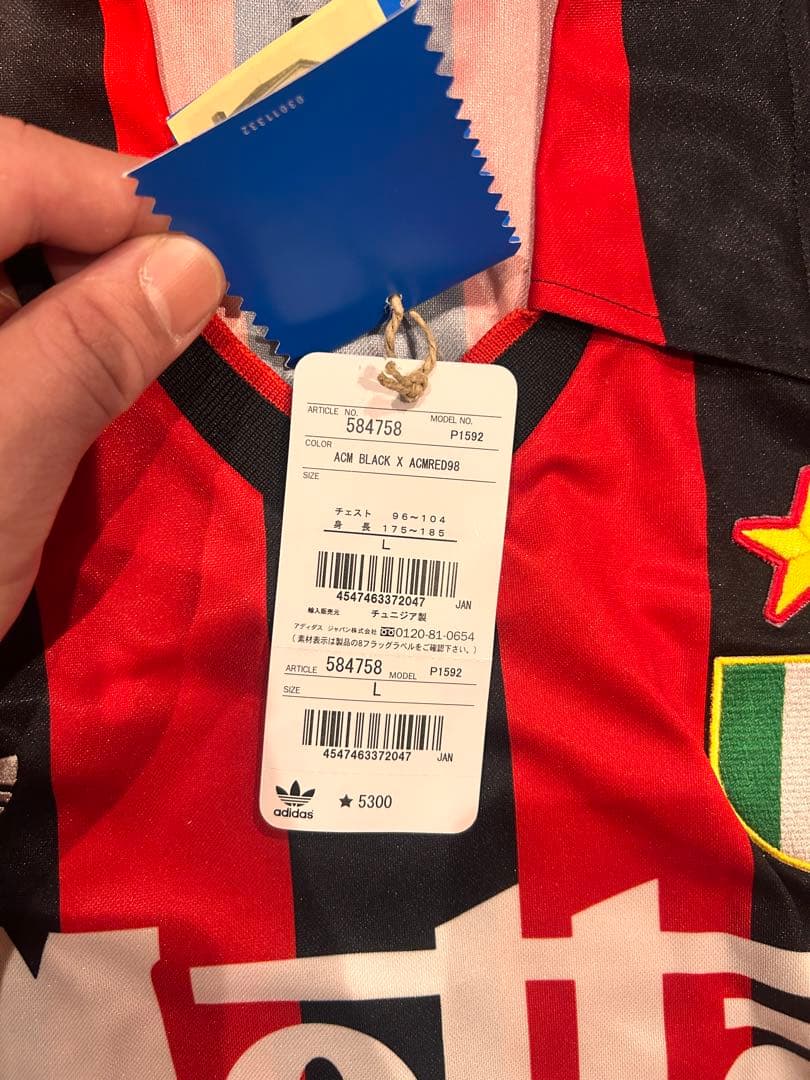 03011332
ARTICLE NO. 584758 MODEL NO. P1592
COLOR
ACM BLACK X ACMRED98
SIZE
チェスト 96~104
身 長 175~185
L
4547463372047 JAN
輸入販売元 チュニジア製
アディダス ジャパン株式会社 0120-81-0654
(素材表示は製品の8フラッグラベルをご確認下さい。)
ARTICLE 584758 MODEL P1592
SIZE L
4547463372047 JAN
adidas ★ 5300